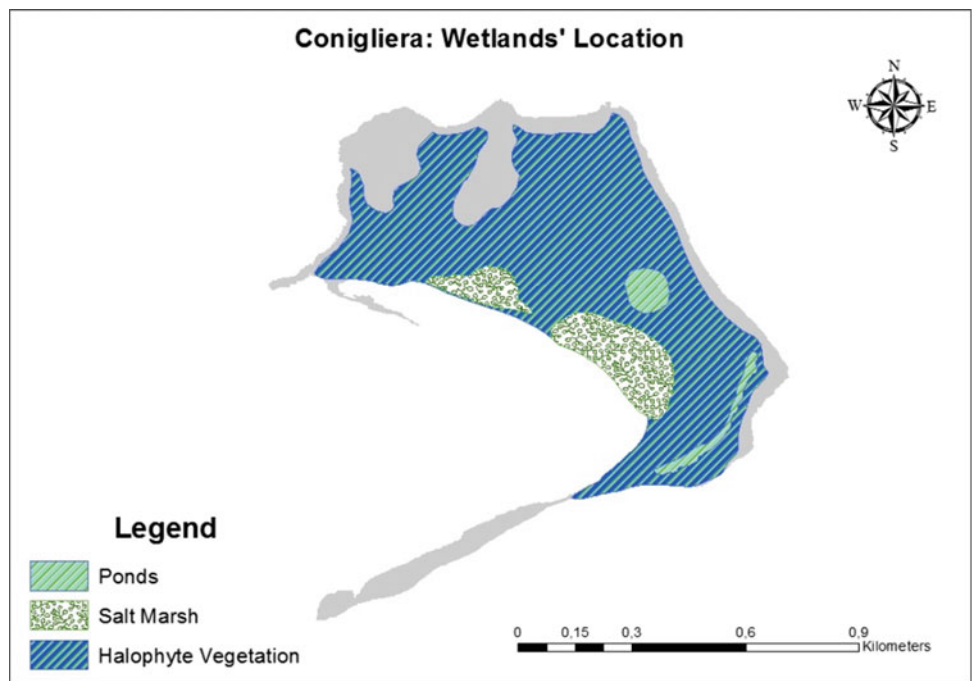 Conigliera: Wetlands' Location
N
W E
S
Legend
Ponds
Salt Marsh
Halophyte Vegetation
0 0,15 0,3 0,6 0,9
Kilometers